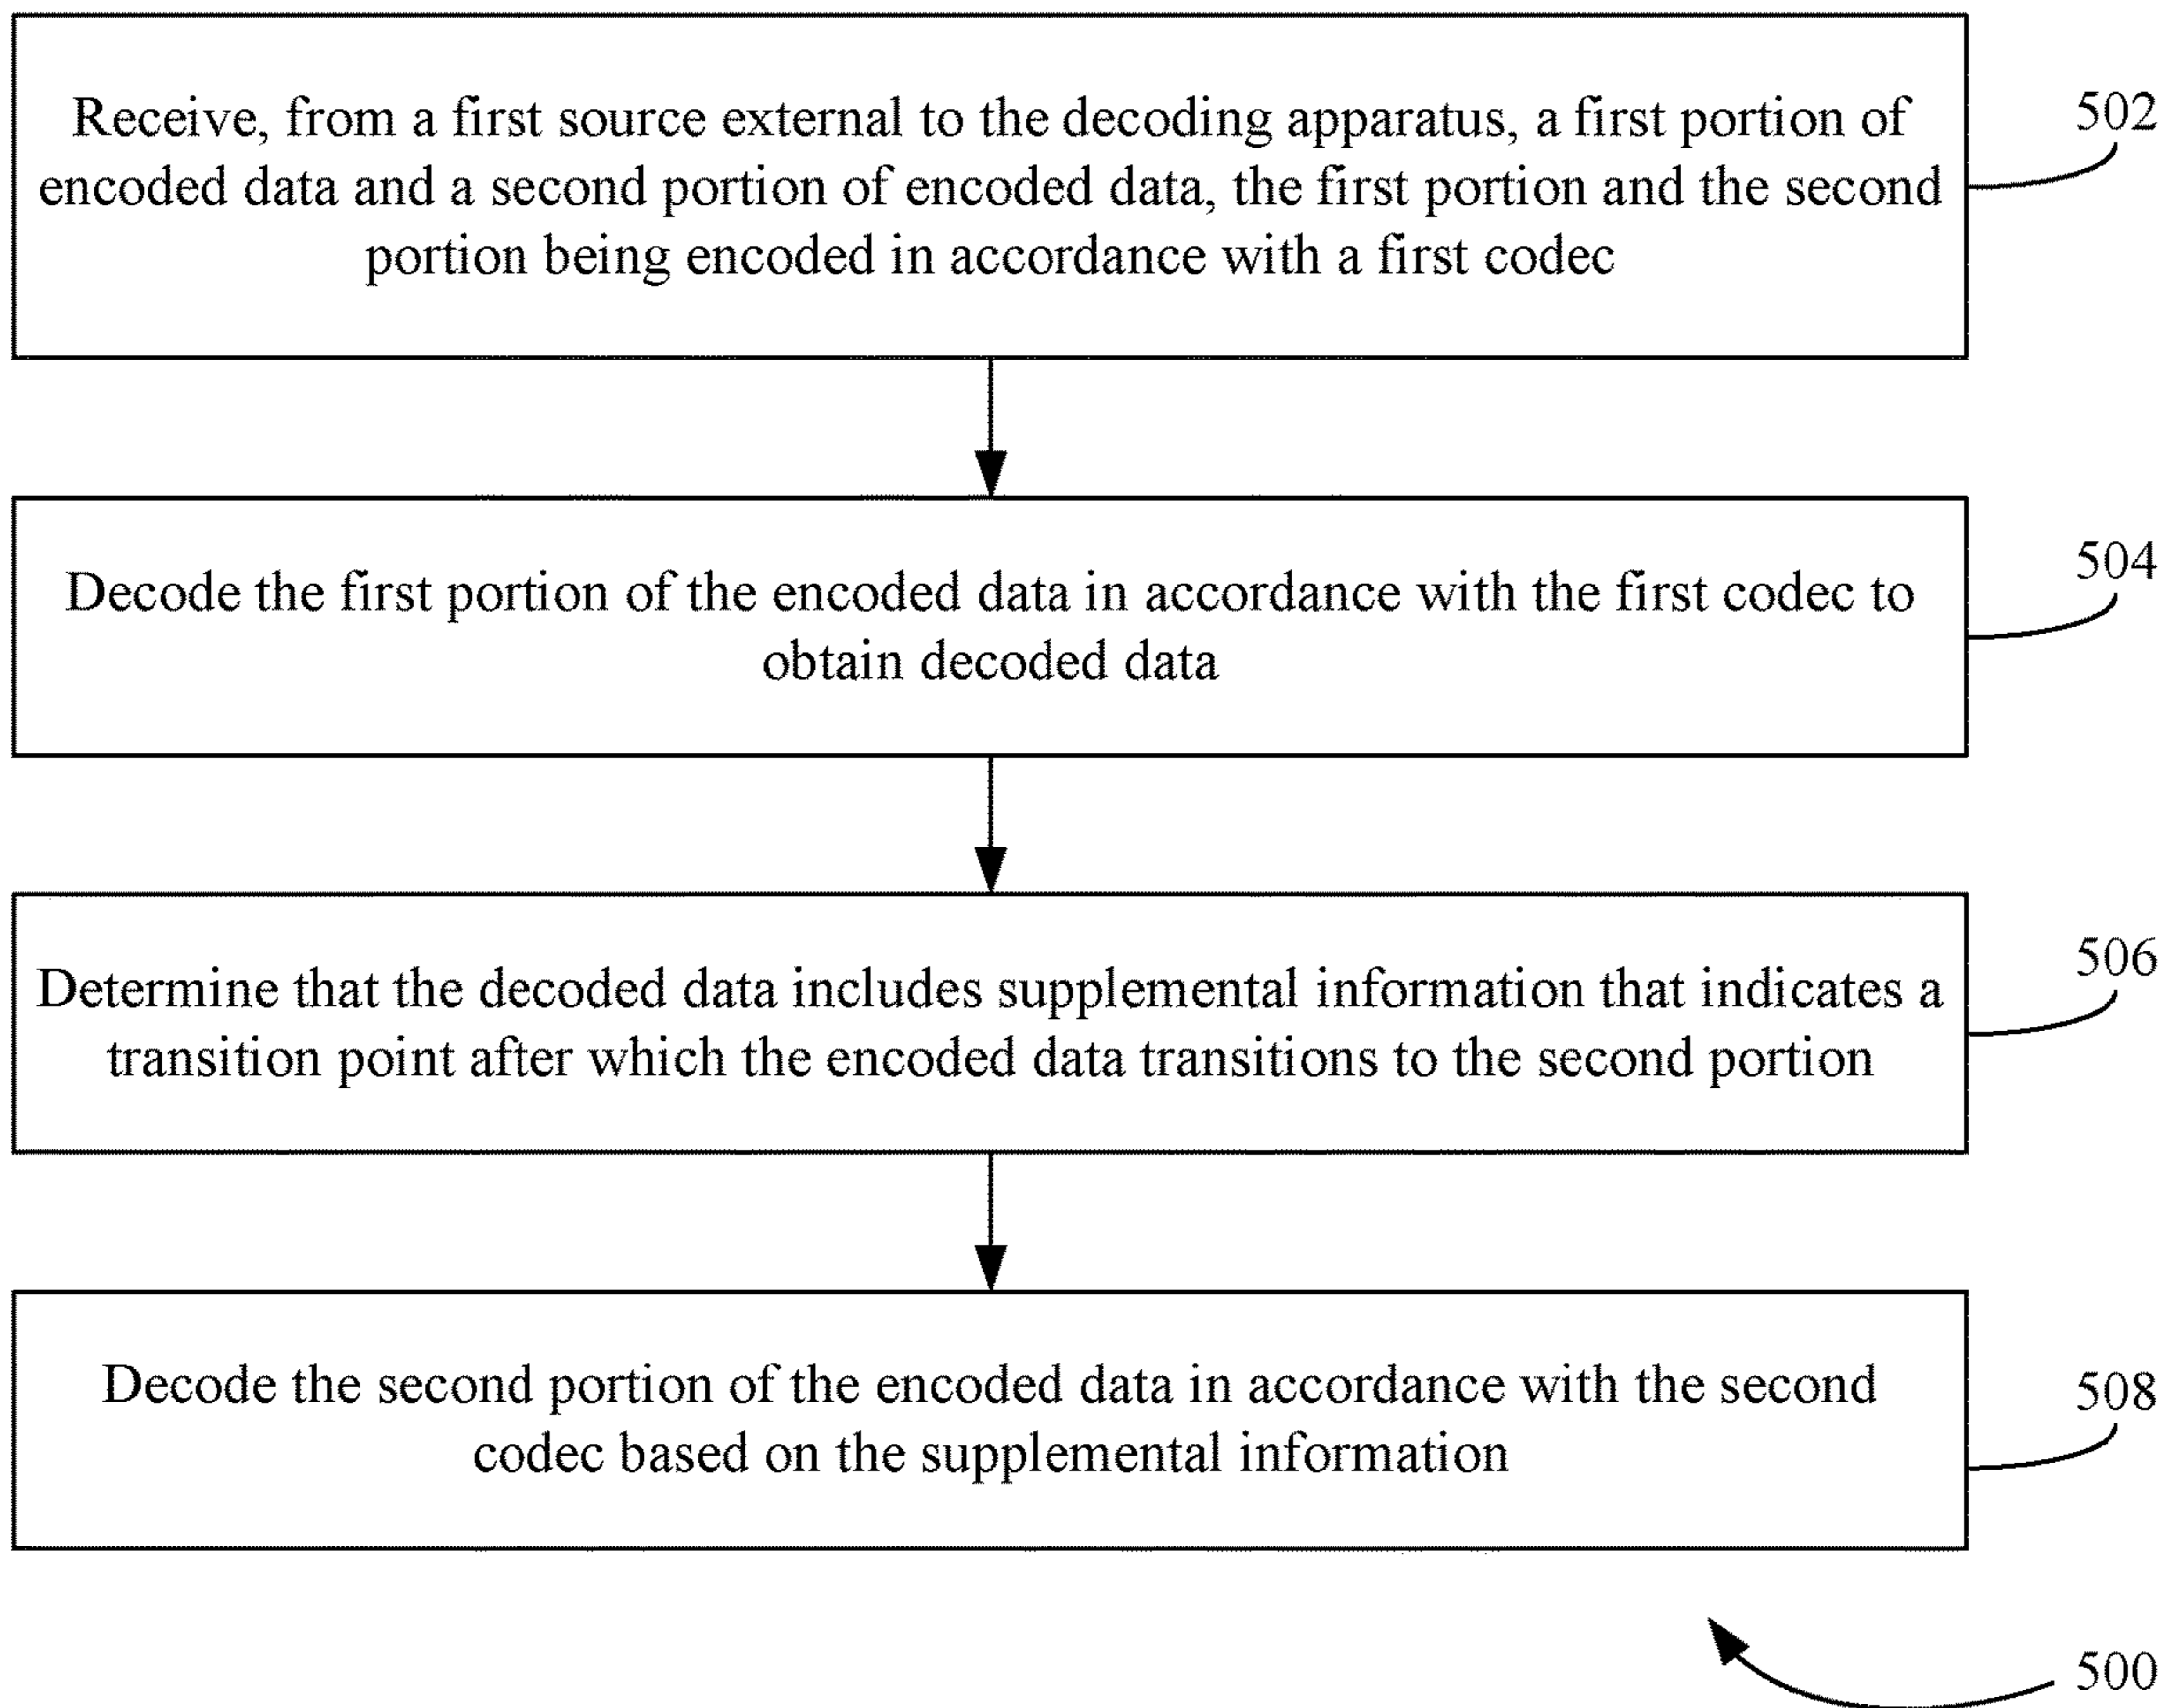 Receive, from a first source external to the decoding apparatus, a first portion of
encoded data and a second portion of encoded data, the first portion and the second
portion being encoded in accordance with a first codec
502
Decode the first portion of the encoded data in accordance with the first codec to
obtain decoded data
504
Determine that the decoded data includes supplemental information that indicates a
transition point after which the encoded data transitions to the second portion
506
Decode the second portion of the encoded data in accordance with the second
codec based on the supplemental information
508
500